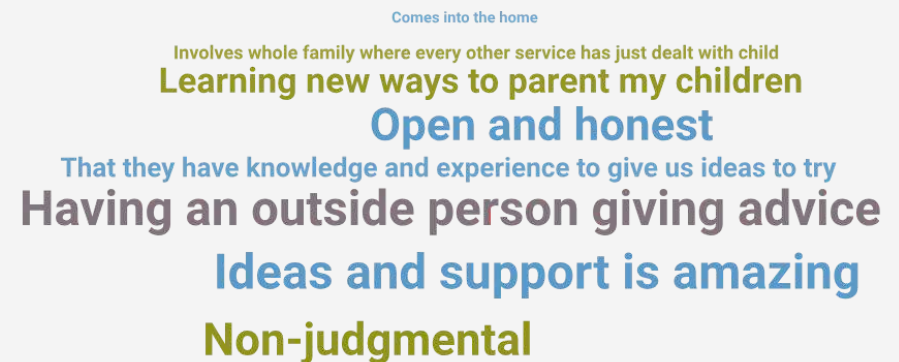 Comes into the home
Involves whole family where every other service has just dealt with child
Learning new ways to parent my children
Open and honest
That they have knowledge and experience to give us ideas to try
Having an outside person giving advice
Ideas and support is amazing
Non-judgmental